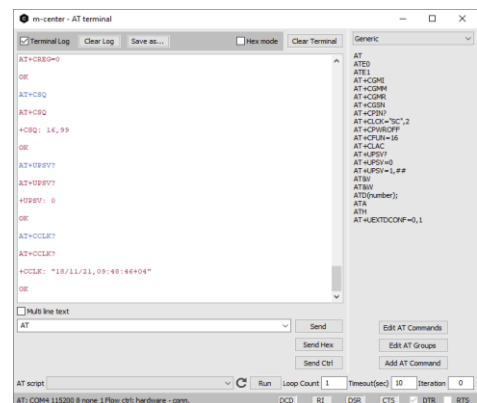 m-center - AT terminal
Terminal Log Clear Log Save as... Hex mode Clear Terminal Generic
AT+CREG=0
OK
AT+CSQ
AT+CSQ
+CSQ: 16,99
OK
AT+UPSV?
AT+UPSV?
+UPSV: 0
OK
AT+CCLK?
AT+CCLK?
+CCLK: "18/11/21,09:48:46+04"
OK
AT
ATE0
ATE1
AT+CGMI
AT+CGMM
AT+CGMR
AT+CGSN
AT+CPIN?
AT+CLCK="SC",2
AT+CPWROFF
AT+CFUN=16
AT+CLAC
AT+UPSV?
AT+UPSV=0
AT+UPSV=1,##
AT&V
AT&W
ATD(number);
ATA
ATH
AT+UEXTDCONF=0,1
Multi line text
AT Send Edit AT Commands
Send Hex Edit AT Groups
Send Ctrl Add AT Command
AT script Run Loop Count 1 Timeout(sec) 10 Iteration 0
AT: COM4 115200 8 none 1 Flow ctrl: hardware - conn. DCD RI DSR CTS DTR RTS